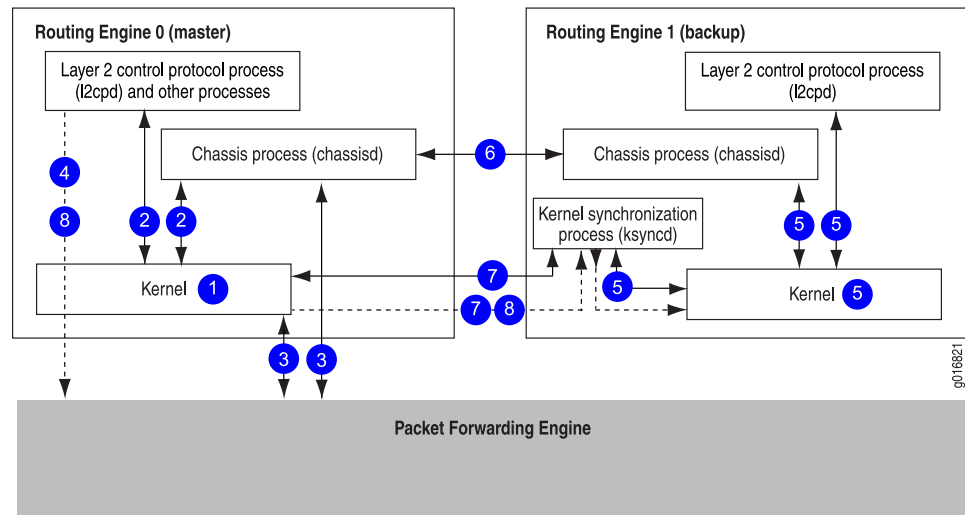 Routing Engine 0 (master)
Routing Engine 1 (backup)
Layer 2 control protocol process
(l2cpd) and other processes
Layer 2 control protocol process
(l2cpd)
Chassis process (chassisd)
6
Chassis process (chassisd)
4
8
2
2
Kernel synchronization
process (ksyncd)
5
5
Kernel 1
7
7 8
5
Kernel 5
3
3
g016821
Packet Forwarding Engine